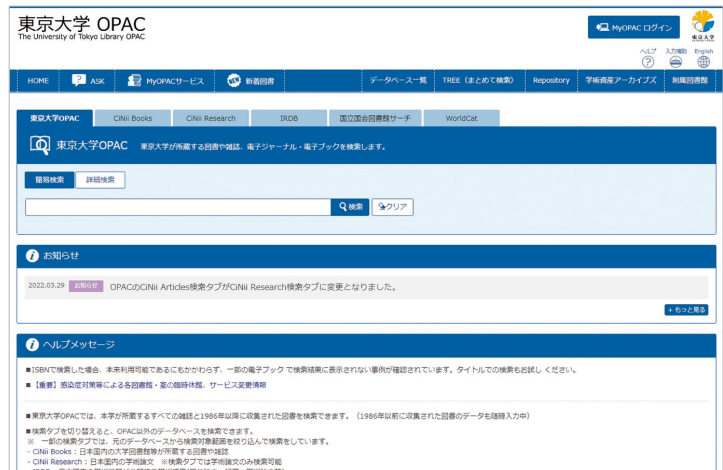 東京大学 OPAC
The University of Tokyo Library OPAC
MyOPAC ログイン
東京大学
ヘルプ 入力補助 English
HOME ASK MyOPACサービス NEW 新着図書 データベース一覧 TREE (まとめて検索) Repository 学術資産アーカイブズ 附属図書館
東京大学OPAC CiNii Books CiNii Research IRDB 国立国会図書館サーチ WorldCat
東京大学OPAC 東京大学が所蔵する図書や雑誌、電子ジャーナル・電子ブックを検索します。
簡易検索 詳細検索
検索 クリア
お知らせ
2022.03.29 お知らせ OPACのCiNii Articles検索タブがCiNii Research検索タブに変更となりました。
+ もっと見る
ヘルプメッセージ
■ISBNで検索した場合、本来利用可能であるにもかかわらず、一部の電子ブック で検索結果に表示されない事例が確認されています。タイトルでの検索もお試し ください。
■【重要】感染症対策等による各図書館・室の臨時休館、サービス変更情報
■東京大学OPACでは、本学が所蔵するすべての雑誌と1986年以降に収集された図書を検索できます。（1986年以前に収集された図書のデータも随時入力中）
■検索タブを切り替えると、OPAC以外のデータベースを検索できます。
※ 一部の検索タブでは、元のデータベースから検索対象範囲を絞り込んで検索をしています。
- CiNii Books：日本国内の大学図書館等が所蔵する図書や雑誌
- CiNii Research：日本国内の学術論文 ※検索タブでは学術論文のみ検索可能